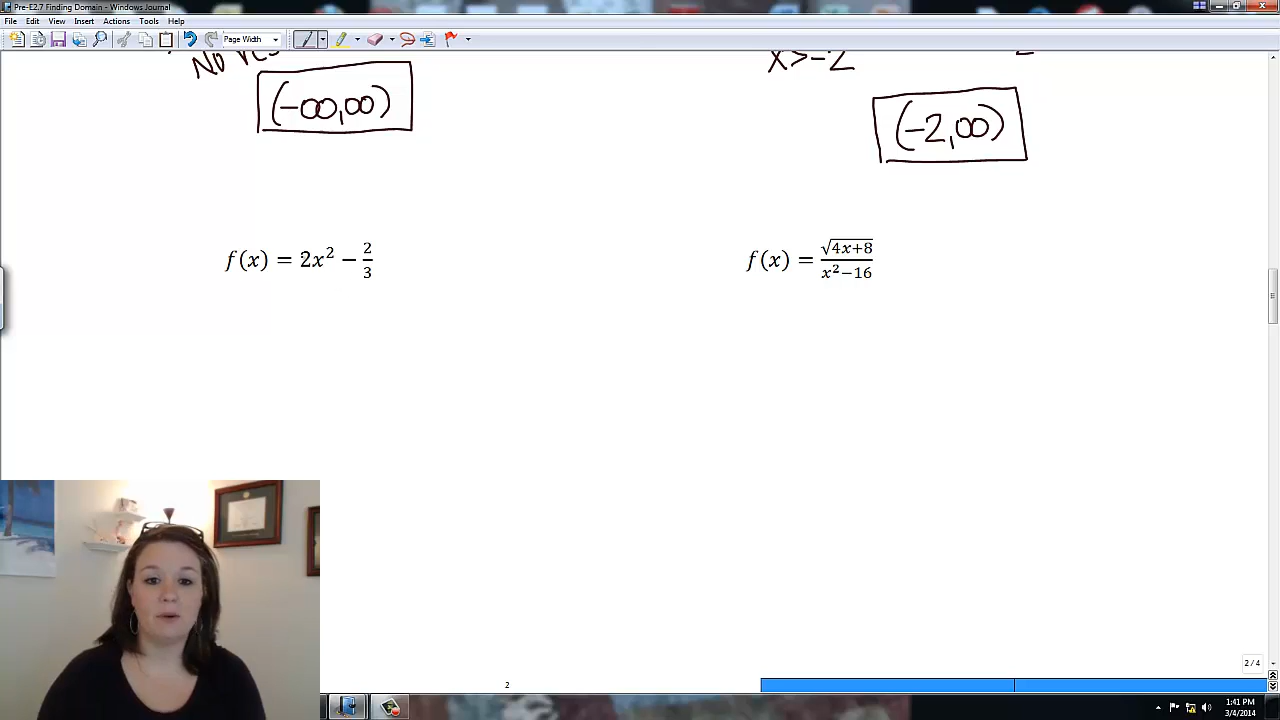 Pre-E2.7 Finding Domain - Windows Journal
File Edit View Insert Actions Tools Help
Page Width
No
x>-2
(-∞,∞)
(-2,∞)
f(x) = 2x² − 2/3
f(x) = √4x+8 / x²−16
2 / 4
2
1:41 PM
3/4/2014